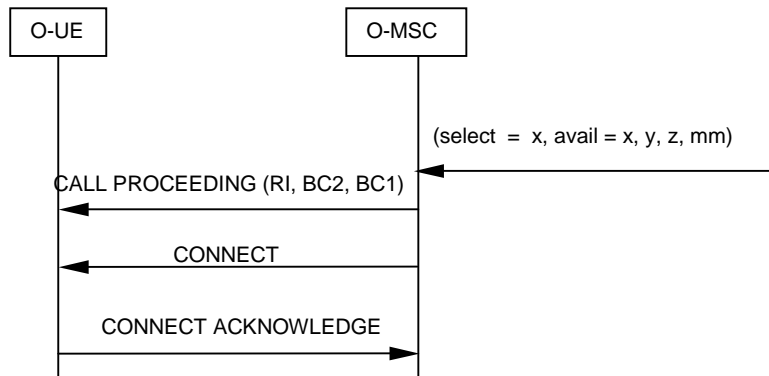 O-UE
O-MSC
(select = x, avail = x, y, z, mm)
CALL PROCEEDING (RI, BC2, BC1)
CONNECT
CONNECT ACKNOWLEDGE